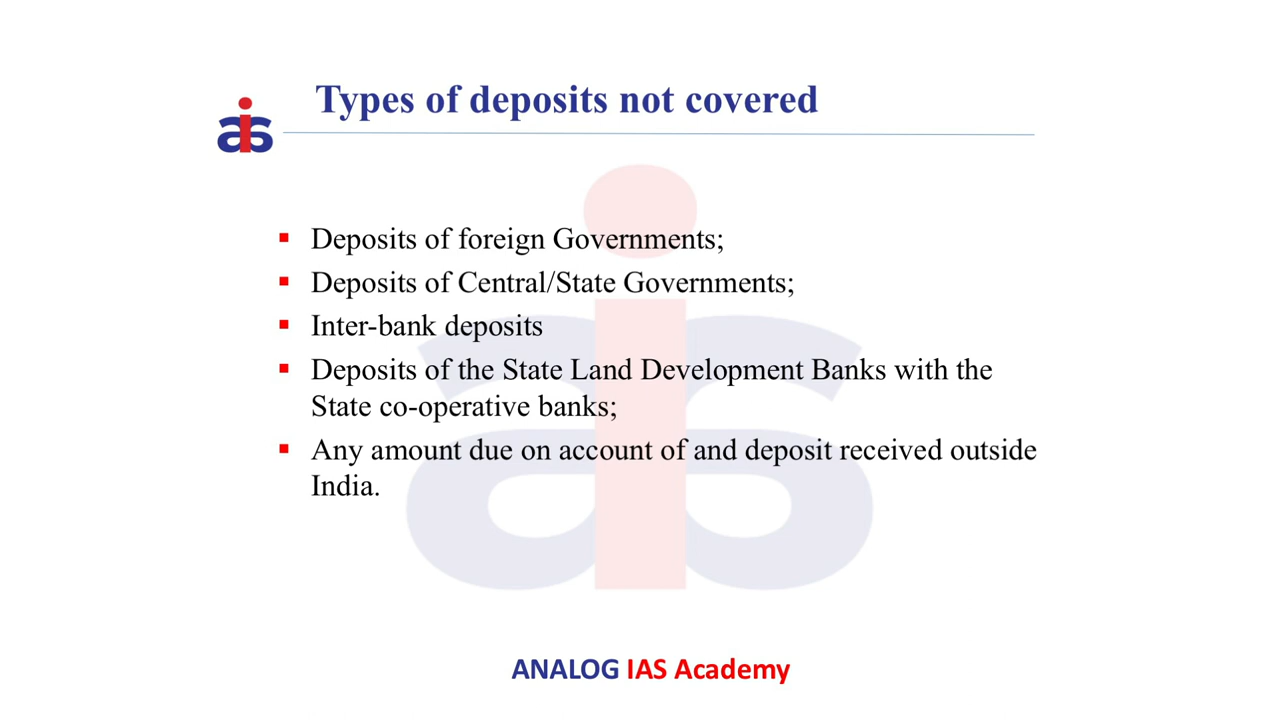 Types of deposits not covered
▪ Deposits of foreign Governments;
▪ Deposits of Central/State Governments;
▪ Inter-bank deposits
▪ Deposits of the State Land Development Banks with the
State co-operative banks;
▪ Any amount due on account of and deposit received outside
India.
ANALOG IAS Academy